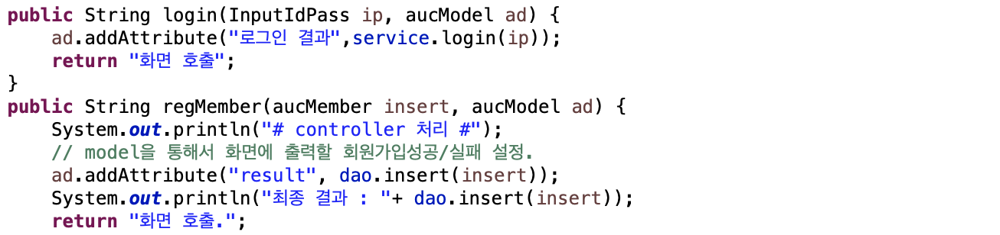 public String login(InputIdPass ip, aucModel ad) {
    ad.addAttribute("로그인 결과",service.login(ip));
    return "화면 호출";
}
public String regMember(aucMember insert, aucModel ad) {
    System.out.println("# controller 처리 #");
    // model을 통해서 화면에 출력할 회원가입성공/실패 설정.
    ad.addAttribute("result", dao.insert(insert));
    System.out.println("최종 결과 : "+ dao.insert(insert));
    return "화면 호출.";